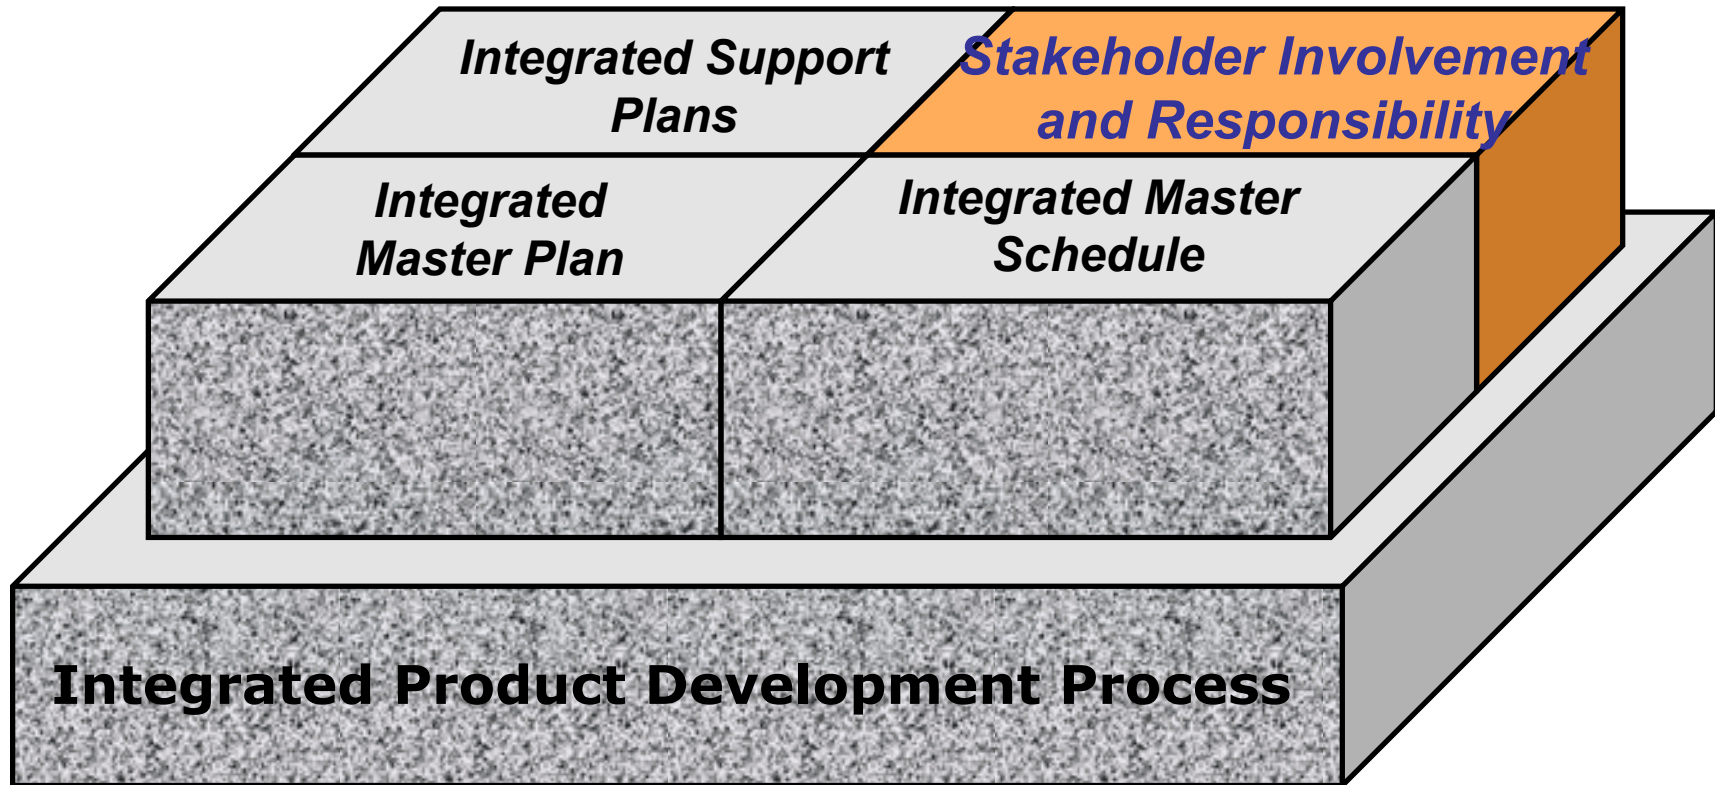 Integrated Support
Plans
Stakeholder Involvement
and Responsibility
Integrated
Master Plan
Integrated Master
Schedule
Integrated Product Development Process